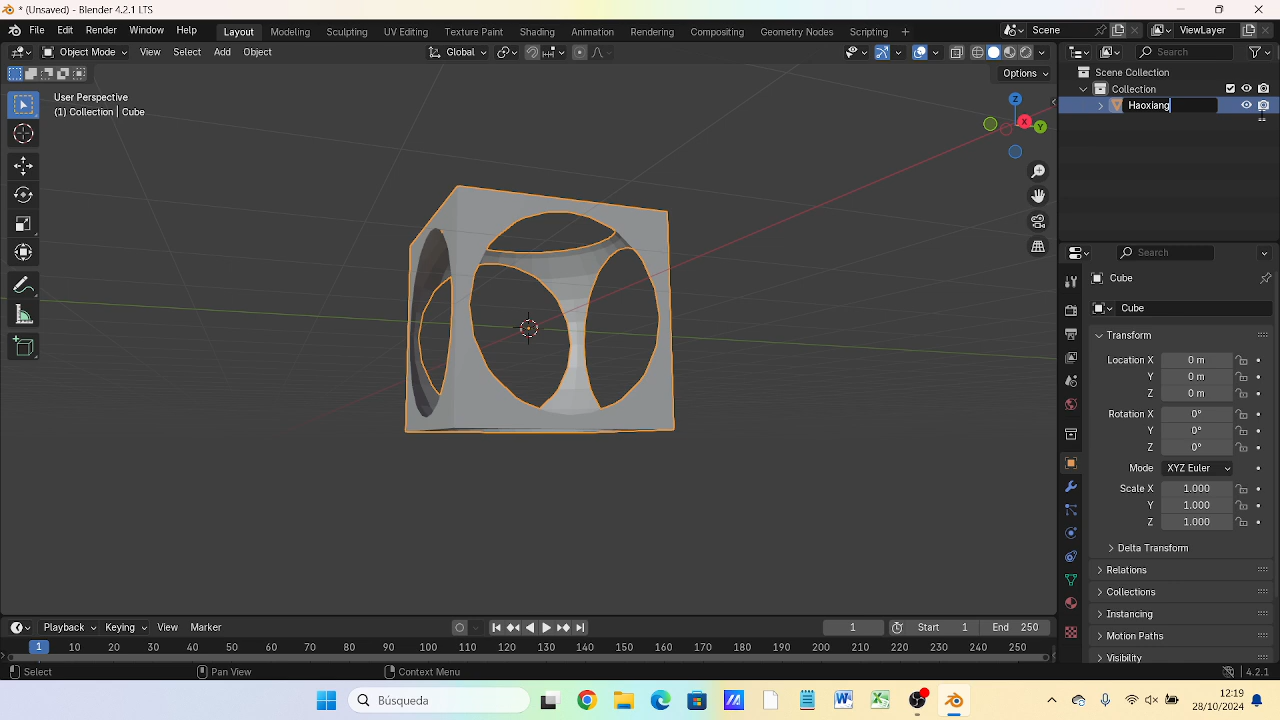 * (Unsaved) - Blender 4.2.1 LTS
File Edit Render Window Help Layout Modeling Sculpting UV Editing Texture Paint Shading Animation Rendering Compositing Geometry Nodes Scripting + Scene ViewLayer
Object Mode View Select Add Object Global Search
Options
Scene Collection
Collection
Haoxiang
User Perspective
(1) Collection | Cube
Z
X
Y
Search
Cube
Cube
Transform
Location X 0 m
Y 0 m
Z 0 m
Rotation X 0°
Y 0°
Z 0°
Mode XYZ Euler
Scale X 1.000
Y 1.000
Z 1.000
Delta Transform
Relations
Collections
Instancing
Motion Paths
Visibility
Playback Keying View Marker 1 Start 1 End 250
1 10 20 30 40 50 60 70 80 90 100 110 120 130 140 150 160 170 180 190 200 210 220 230 240 250
Select Pan View Context Menu 4.2.1
Búsqueda
12:19
28/10/2024